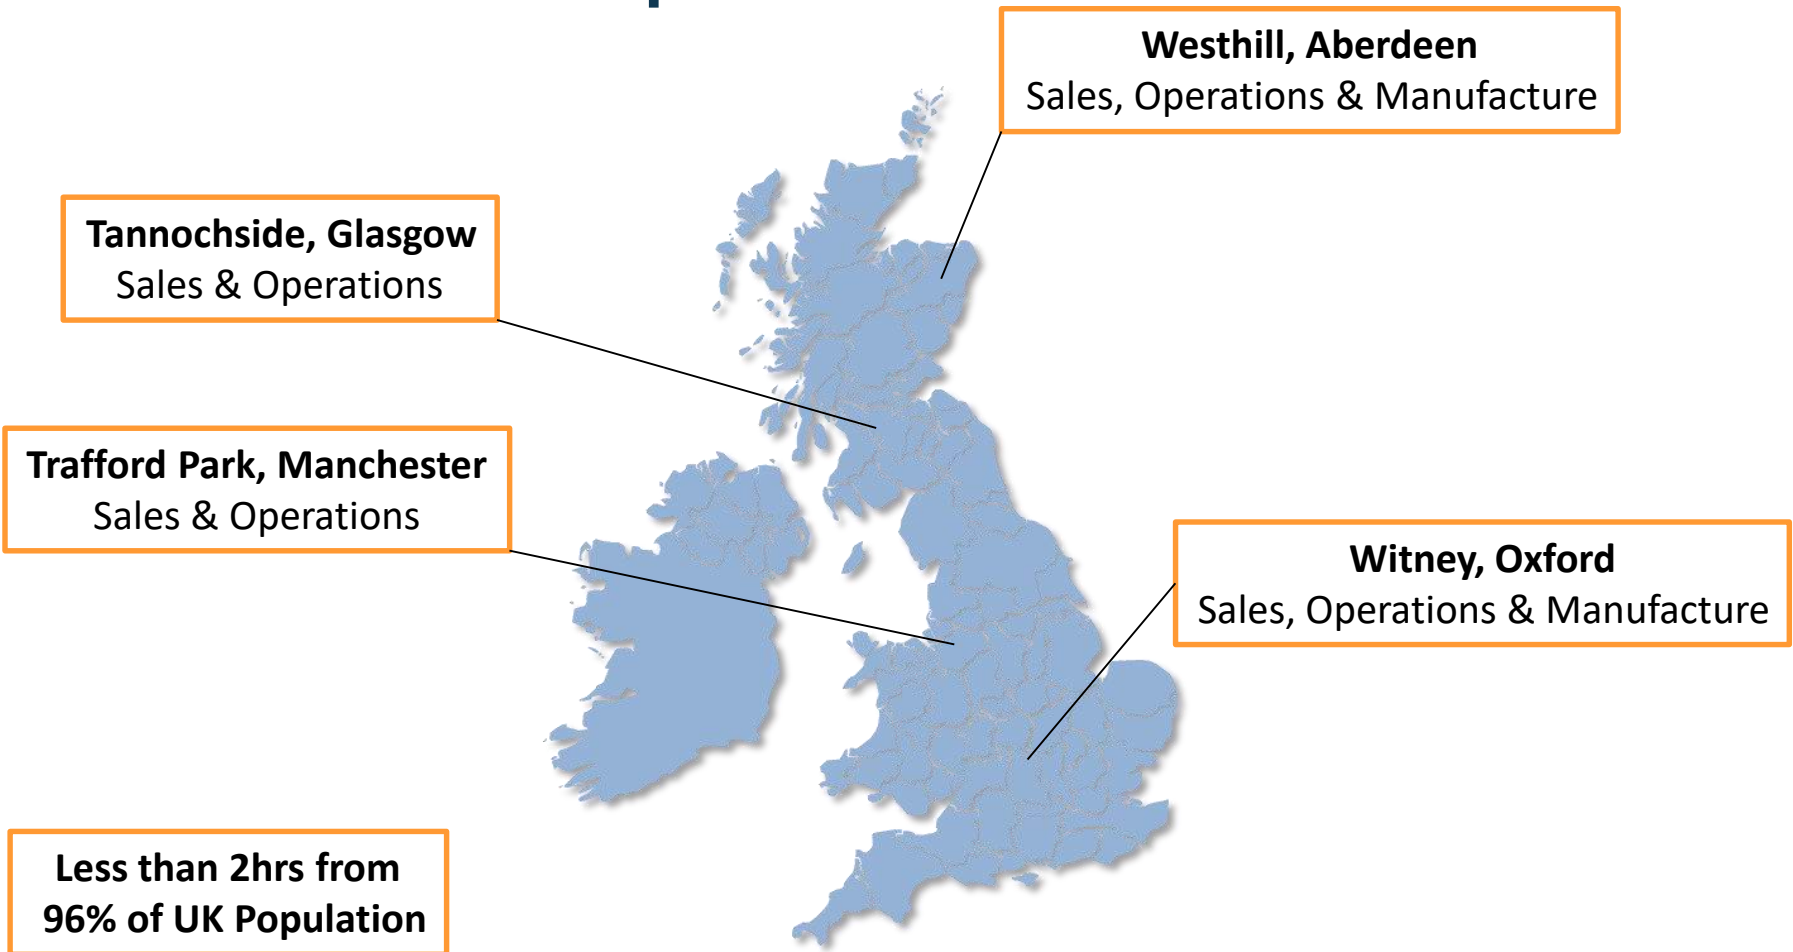 Westhill, Aberdeen
Sales, Operations & Manufacture
Tannochside, Glasgow
Sales & Operations
Trafford Park, Manchester
Sales & Operations
Witney, Oxford
Sales, Operations & Manufacture
Less than 2hrs from
96% of UK Population